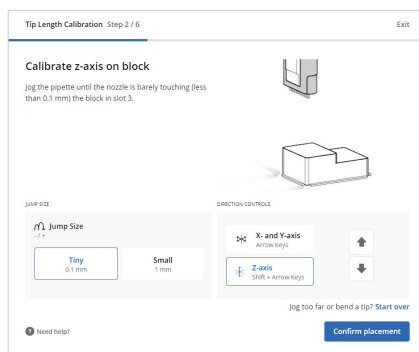 Tip Length Calibration Step 2 / 6
Exit
Calibrate z-axis on block
Jog the pipette until the nozzle is barely touching (less
than 0.1 mm) the block in slot 3.
JUMP SIZE
Jump Size
- / +
Tiny
0.1 mm
Small
1 mm
DIRECTION CONTROLS
X- and Y-axis
Arrow Keys
Z-axis
Shift + Arrow Keys
Jog too far or bend a tip? Start over
Need help?
Confirm placement